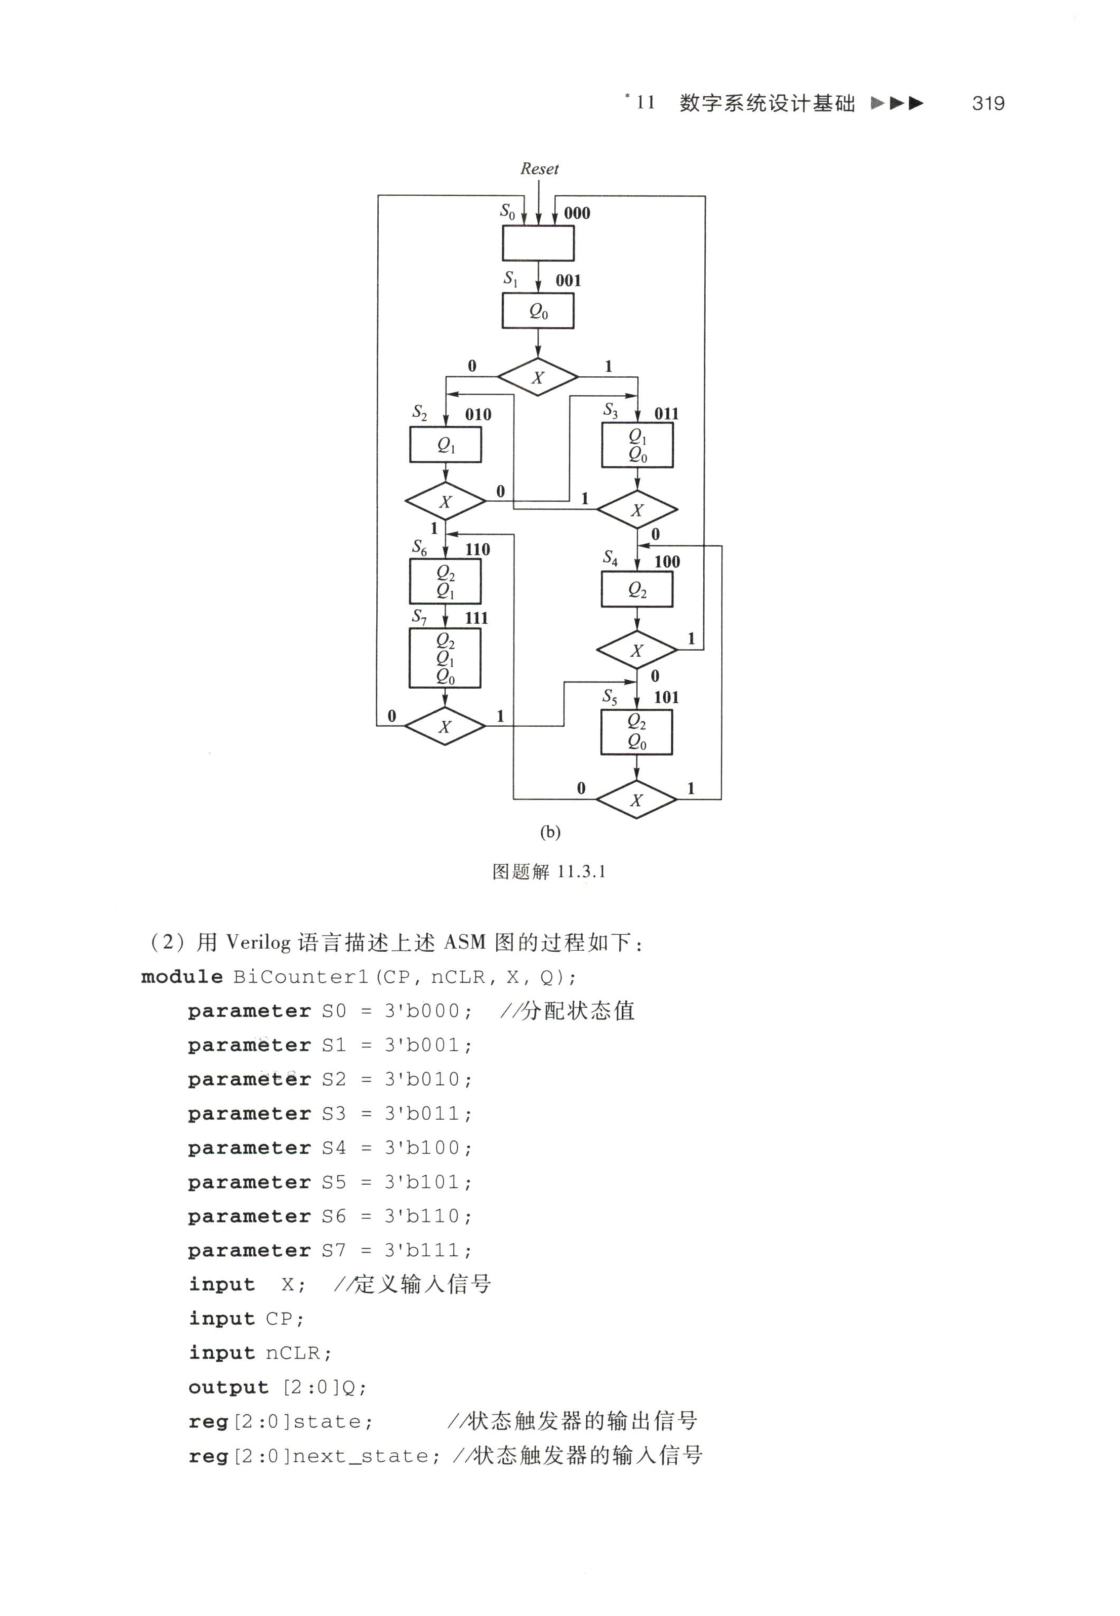 *11 数字系统设计基础 ▶▶▶ 319
Reset
S0 000
S1 001
Q0
0 X 1
S2 010 S3 011
Q1 Q1
Q0
X 0 1 X
1 0
S6 110 S4 100
Q2 Q2
Q1
S7 111
Q2 X 1
Q1 0
Q0 S5 101
0 X 1 Q2
Q0
0 X 1
(b)
图题解 11.3.1
(2) 用 Verilog 语言描述上述 ASM 图的过程如下:
module BiCounter1(CP, nCLR, X, Q);
parameter S0 = 3'b000; //分配状态值
parameter S1 = 3'b001;
parameter S2 = 3'b010;
parameter S3 = 3'b011;
parameter S4 = 3'b100;
parameter S5 = 3'b101;
parameter S6 = 3'b110;
parameter S7 = 3'b111;
input X; //定义输入信号
input CP;
input nCLR;
output [2:0]Q;
reg[2:0]state; //状态触发器的输出信号
reg[2:0]next_state; //状态触发器的输入信号